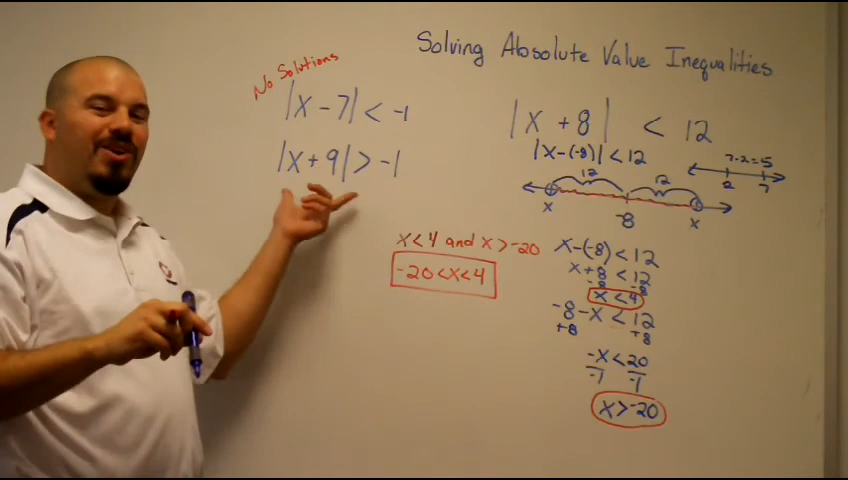 Solving Absolute Value Inequalities
No Solutions
|x - 7| < -1
|x + 9| > -1
|x + 8| < 12
|x-(-8)| < 12
7-2=5
2 7
12 12
x -8 x
x < 4 and x > -20
-20 < x < 4
x-(-8) < 12
x+8 < 12
-8 -8
x < 4
-8 - x < 12
+8 +8
-x < 20
-1 -1
x > -20